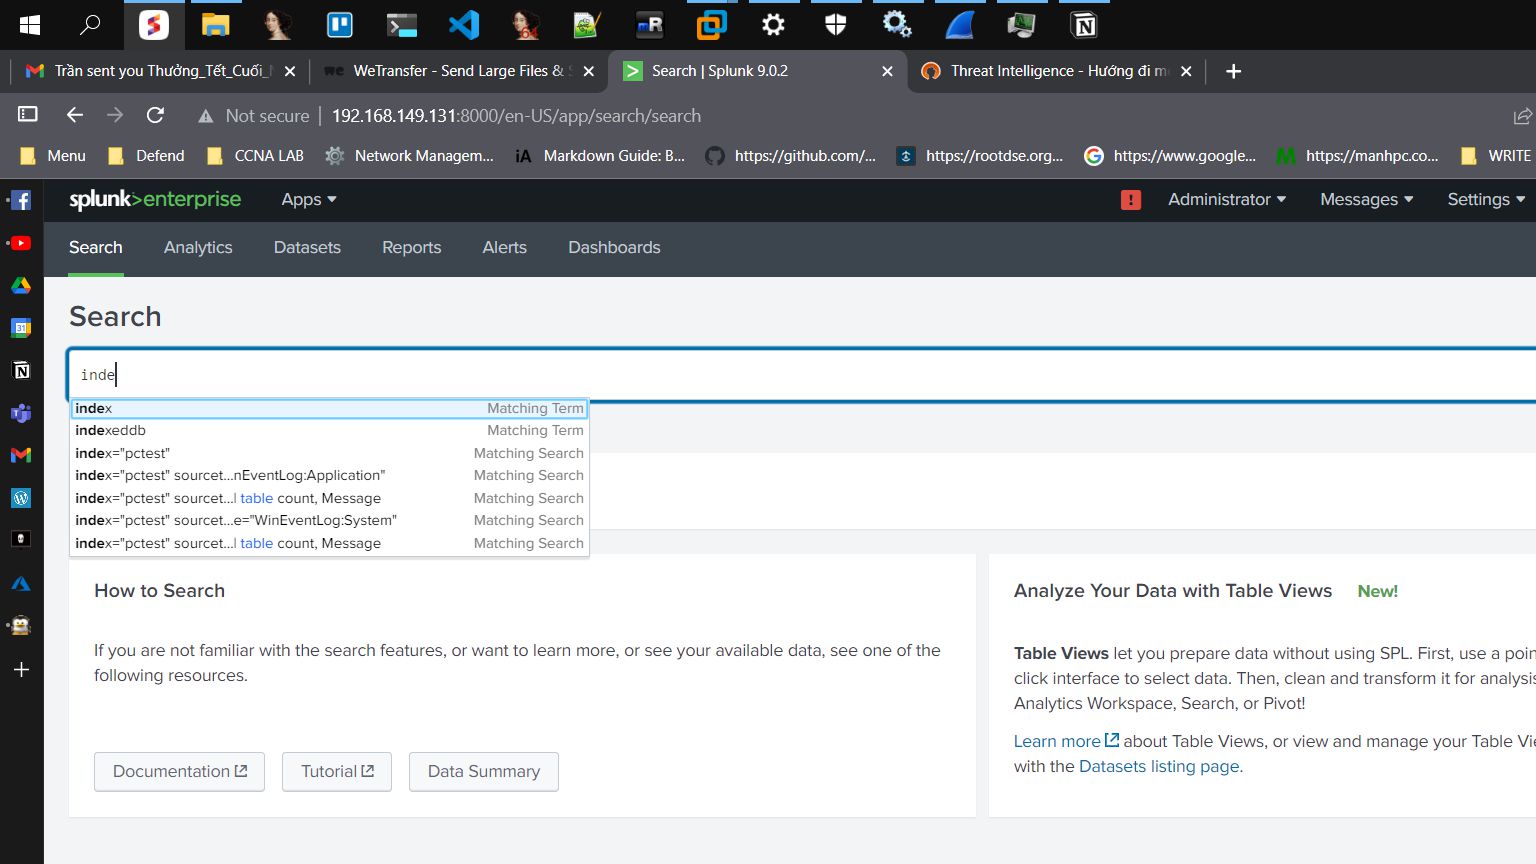 Trần sent you Thưởng_Tết_Cuối_
WeTransfer - Send Large Files &
Search | Splunk 9.0.2
Threat Intelligence - Hướng đi m
Not secure | 192.168.149.131:8000/en-US/app/search/search
Menu
Defend
CCNA LAB
Network Managem...
iA
Markdown Guide: B...
https://github.com/...
https://rootdse.org...
https://www.google...
https://manhpc.co...
WRITE
splunk>enterprise
Apps
Administrator
Messages
Settings
Search
Analytics
Datasets
Reports
Alerts
Dashboards
Search
inde
index Matching Term
indexeddb Matching Term
index="pctest" Matching Search
index="pctest" sourcet...nEventLog:Application" Matching Search
index="pctest" sourcet...| table count, Message Matching Search
index="pctest" sourcet...e="WinEventLog:System" Matching Search
index="pctest" sourcet...| table count, Message Matching Search
How to Search
If you are not familiar with the search features, or want to learn more, or see your available data, see one of the
following resources.
Documentation
Tutorial
Data Summary
Analyze Your Data with Table Views New!
Table Views let you prepare data without using SPL. First, use a poin
click interface to select data. Then, clean and transform it for analysis
Analytics Workspace, Search, or Pivot!
Learn more about Table Views, or view and manage your Table Vie
with the Datasets listing page.